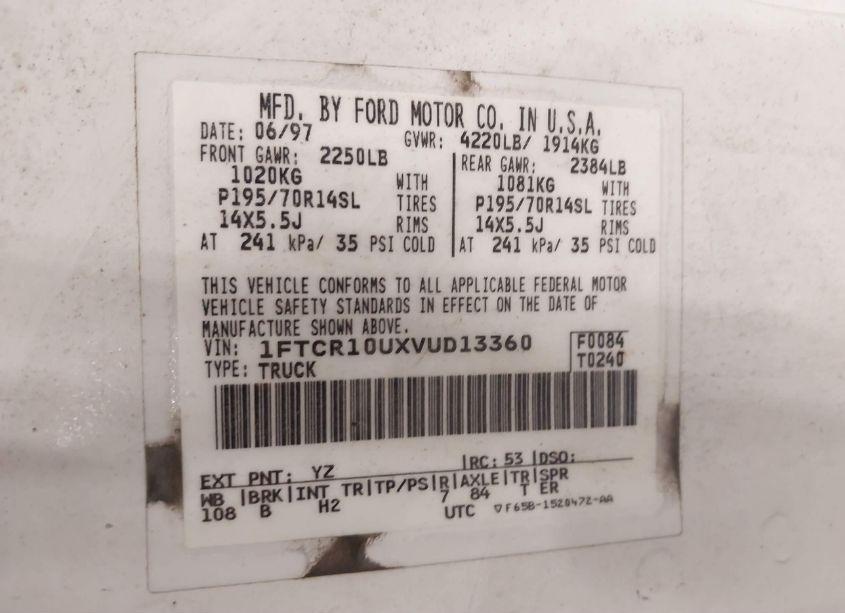 MFD. BY FORD MOTOR CO. IN U.S.A.
DATE: 06/97 GVWR: 4220LB/ 1914KG
FRONT GAWR: 2250LB REAR GAWR: 2384LB
1020KG WITH 1081KG WITH
P195/70R14SL TIRES P195/70R14SL TIRES
14X5.5J RIMS 14X5.5J RIMS
AT 241 kPa/ 35 PSI COLD AT 241 kPa/ 35 PSI COLD
THIS VEHICLE CONFORMS TO ALL APPLICABLE FEDERAL MOTOR
VEHICLE SAFETY STANDARDS IN EFFECT ON THE DATE OF
MANUFACTURE SHOWN ABOVE.
VIN: 1FTCR10UXVUD13360 F0084
TYPE: TRUCK T0240
EXT PNT: YZ RC: 53 DSO:
WB BRK INT TR TP/PS R AXLE TR SPR
108 B H2 7 84 T ER
UTC ▽F65B-1520472-AA